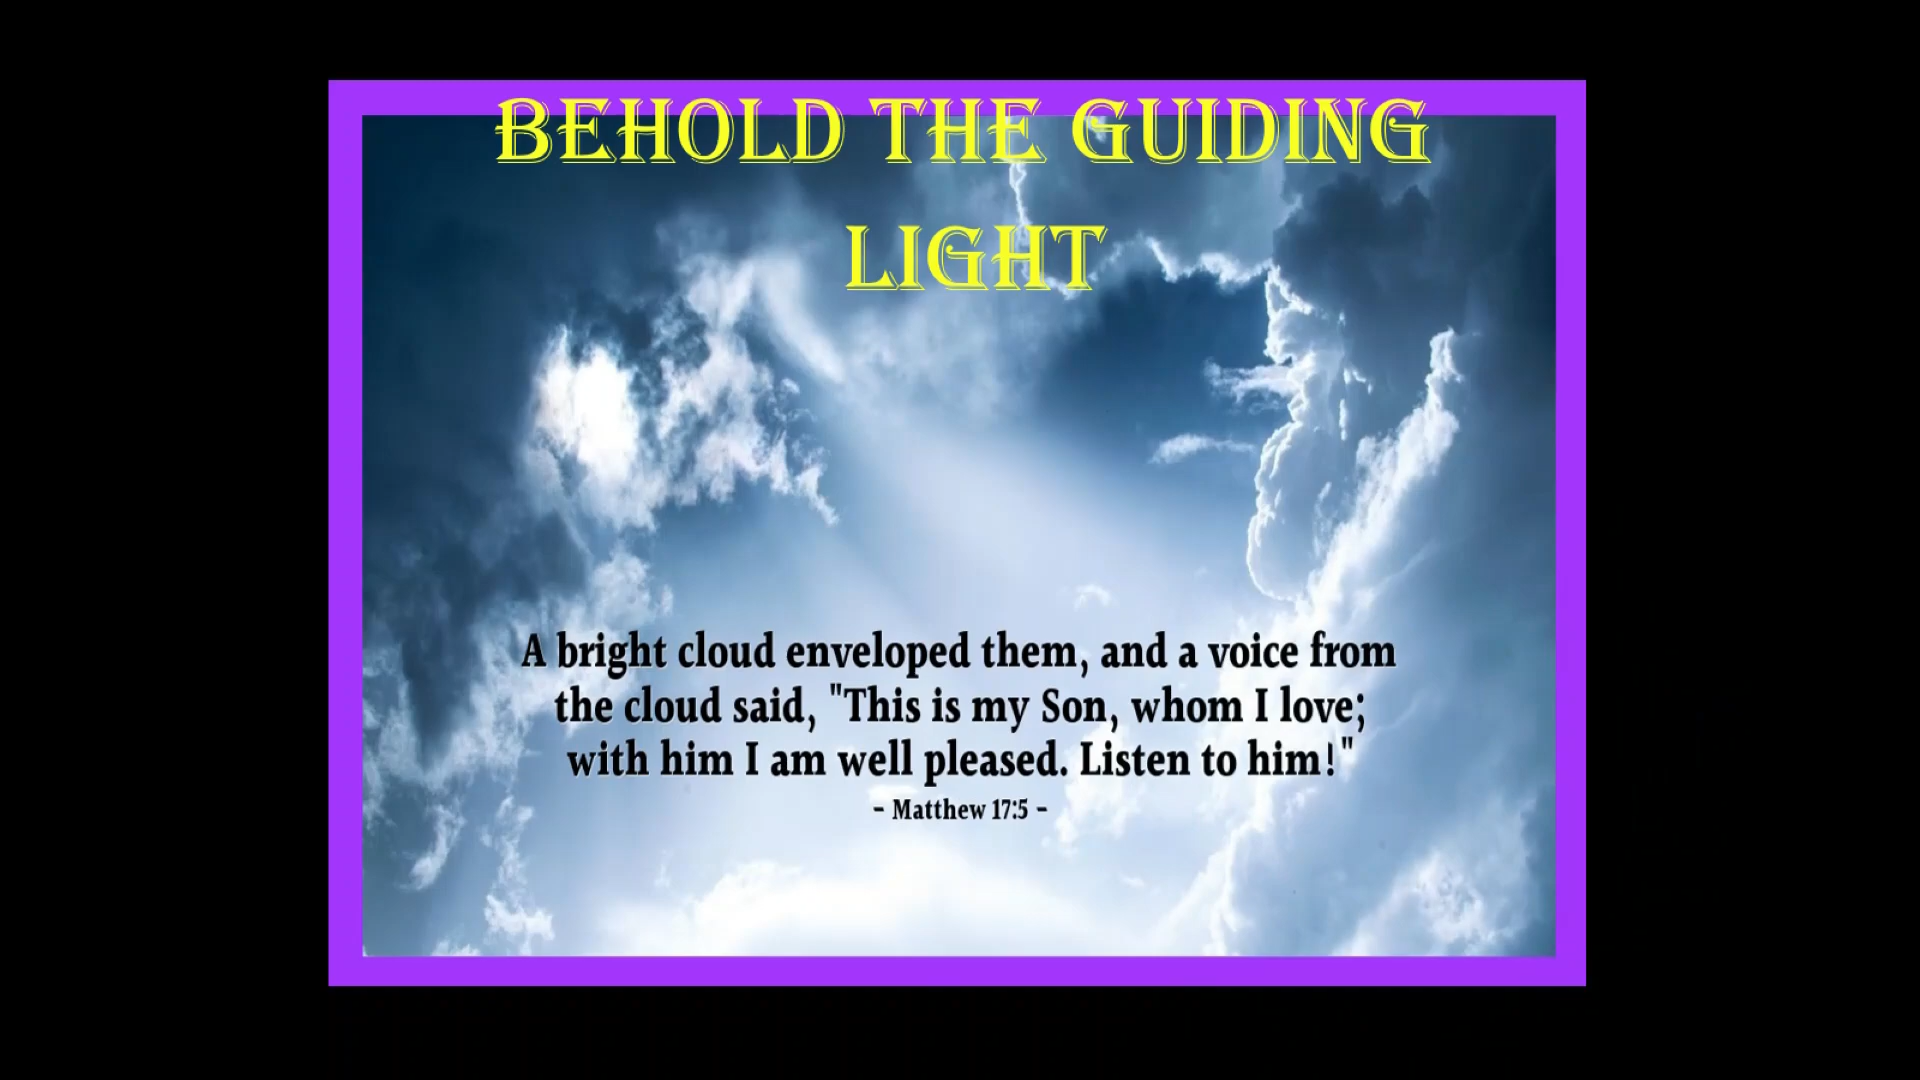 BEHOLD THE GUIDING
LIGHT
A bright cloud enveloped them, and a voice from
the cloud said, "This is my Son, whom I love;
with him I am well pleased. Listen to him!"
~ Matthew 17:5 ~